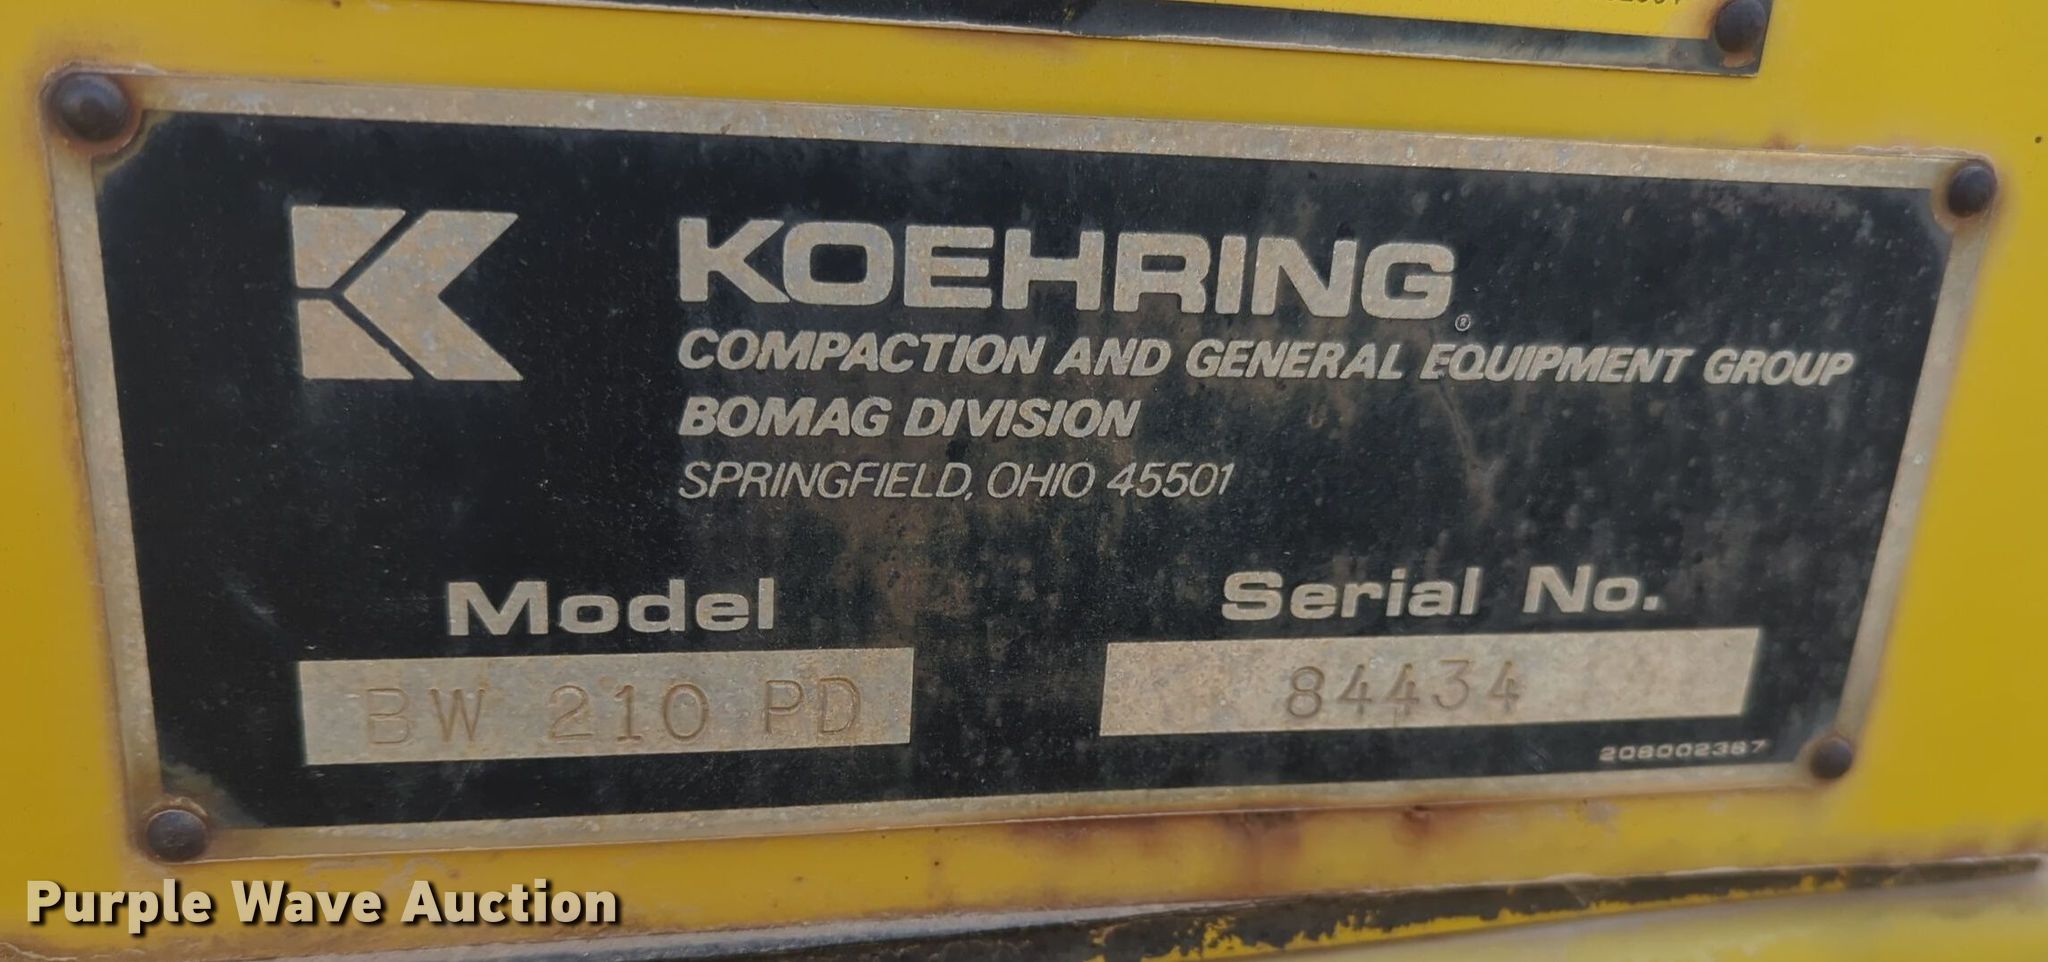 KOEHRING®
COMPACTION AND GENERAL EQUIPMENT GROUP
BOMAG DIVISION
SPRINGFIELD, OHIO 45501
Model
Serial No.
BW 210 PD
84434
206002367
Purple Wave Auction